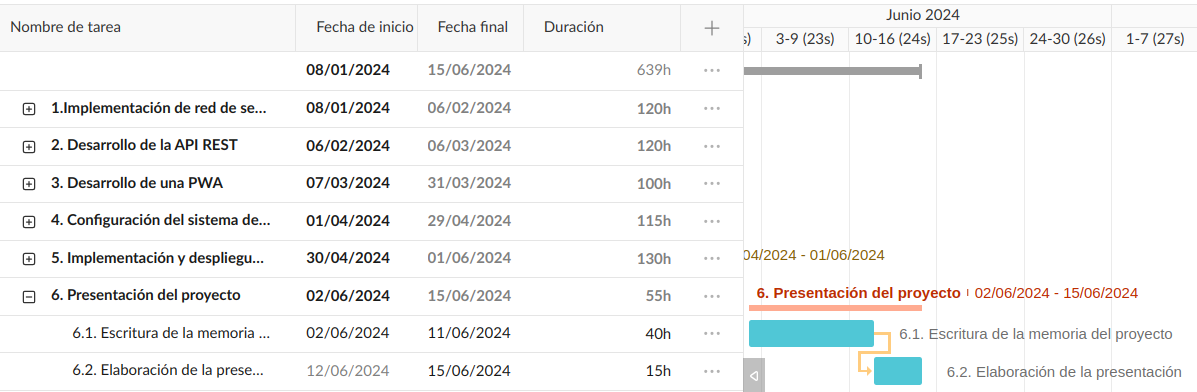 Nombre de tarea Fecha de inicio Fecha final Duración + Junio 2024
s) 3-9 (23s) 10-16 (24s) 17-23 (25s) 24-30 (26s) 1-7 (27s)
08/01/2024 15/06/2024 639h ...
1.Implementación de red de se... 08/01/2024 06/02/2024 120h ...
2. Desarrollo de la API REST 06/02/2024 06/03/2024 120h ...
3. Desarrollo de una PWA 07/03/2024 31/03/2024 100h ...
4. Configuración del sistema de... 01/04/2024 29/04/2024 115h ...
5. Implementación y despliegu... 30/04/2024 01/06/2024 130h ... 04/2024 - 01/06/2024
6. Presentación del proyecto 02/06/2024 15/06/2024 55h ... 6. Presentación del proyecto 02/06/2024 - 15/06/2024
6.1. Escritura de la memoria ... 02/06/2024 11/06/2024 40h ... 6.1. Escritura de la memoria del proyecto
6.2. Elaboración de la prese... 12/06/2024 15/06/2024 15h ... 6.2. Elaboración de la presentación